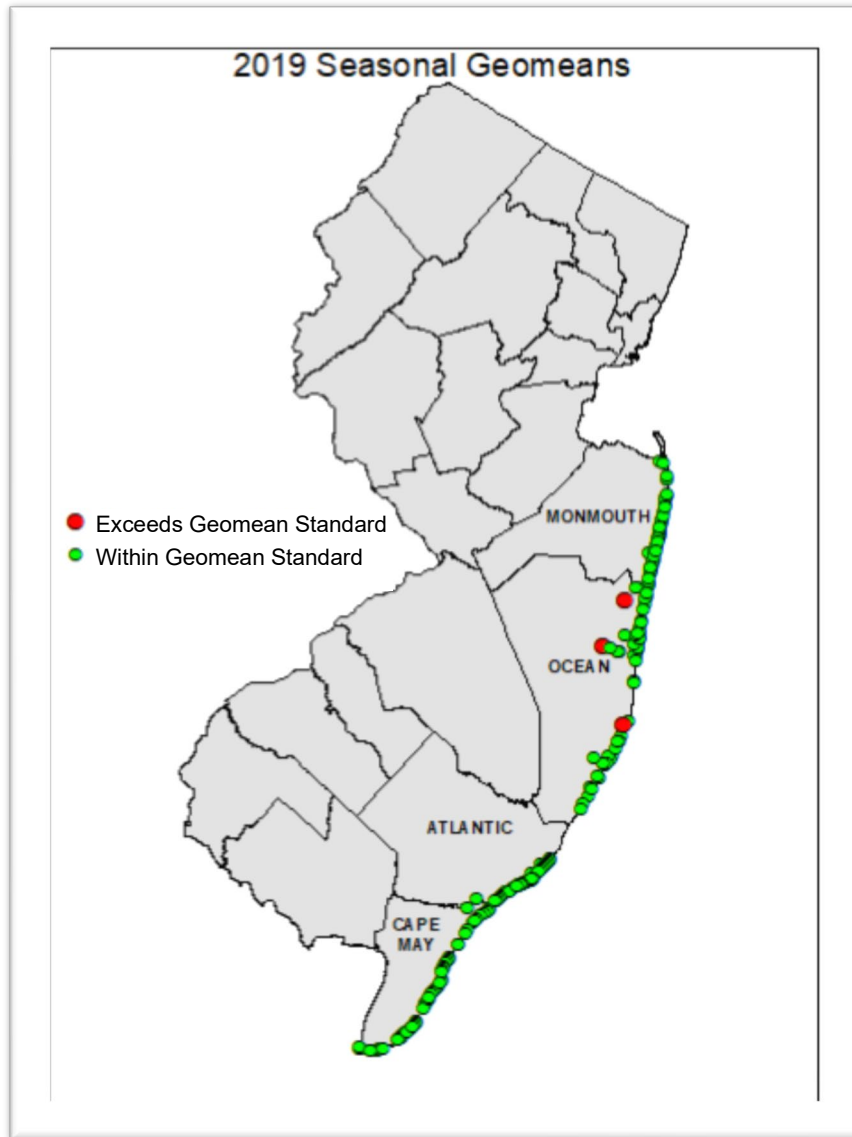 2019 Seasonal Geomeans
Exceeds Geomean Standard
Within Geomean Standard
MONMOUTH
OCEAN
ATLANTIC
CAPE
MAY